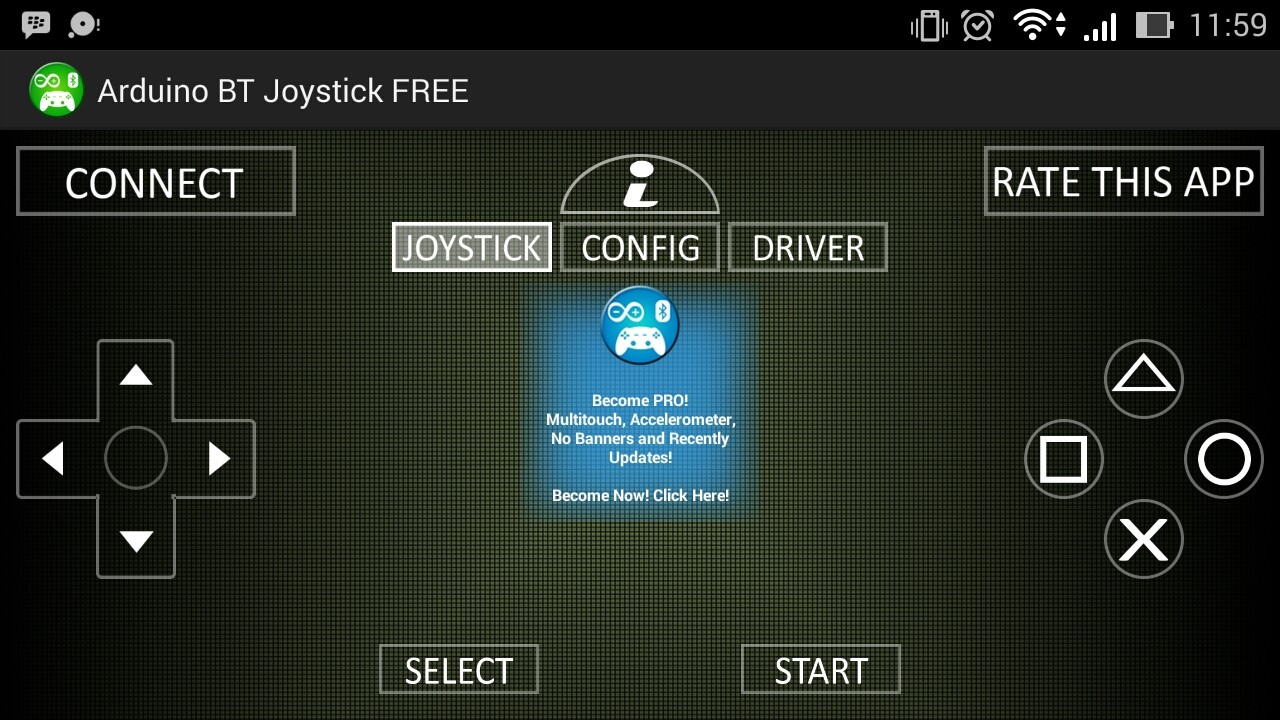 11:59
Arduino BT Joystick FREE
CONNECT
i
RATE THIS APP
JOYSTICK
CONFIG
DRIVER
Become PRO!
Multitouch, Accelerometer,
No Banners and Recently
Updates!
Become Now! Click Here!
SELECT
START